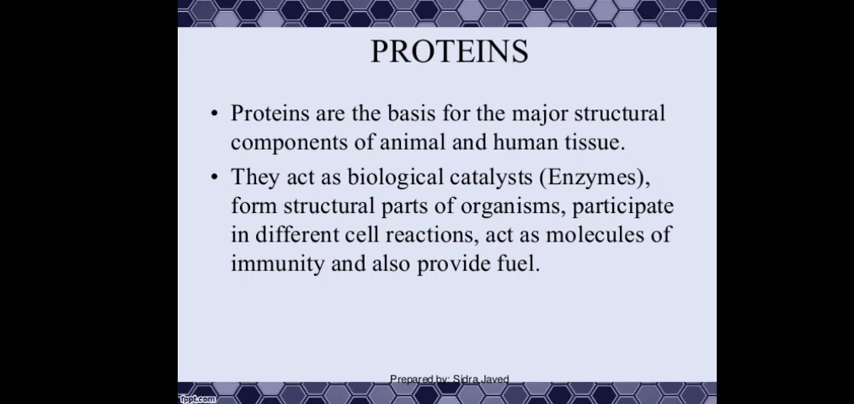 PROTEINS
• Proteins are the basis for the major structural
components of animal and human tissue.
• They act as biological catalysts (Enzymes),
form structural parts of organisms, participate
in different cell reactions, act as molecules of
immunity and also provide fuel.
Prepared by: Sidra Javed
fppt.com